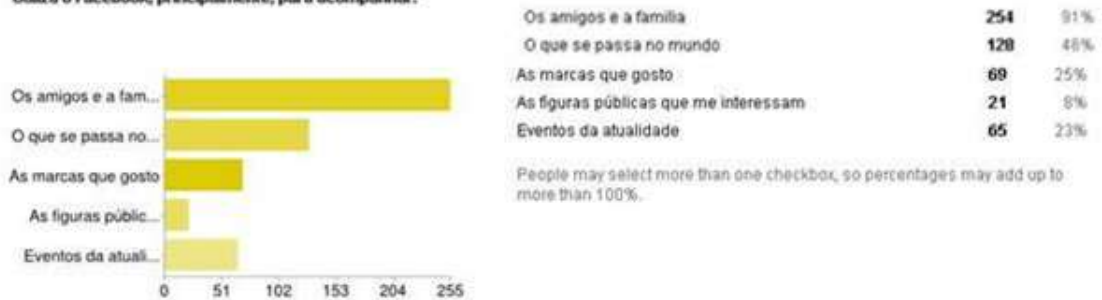 Os amigos e a fam...
O que se passa no...
As marcas que gosto
As figuras públic...
Eventos da atuali...
0 51 102 153 204 255
Os amigos e a familia 254 91%
O que se passa no mundo 128 46%
As marcas que gosto 69 25%
As figuras públicas que me interessam 21 8%
Eventos da atualidade 65 23%
People may select more than one checkbox, so percentages may add up to
more than 100%.